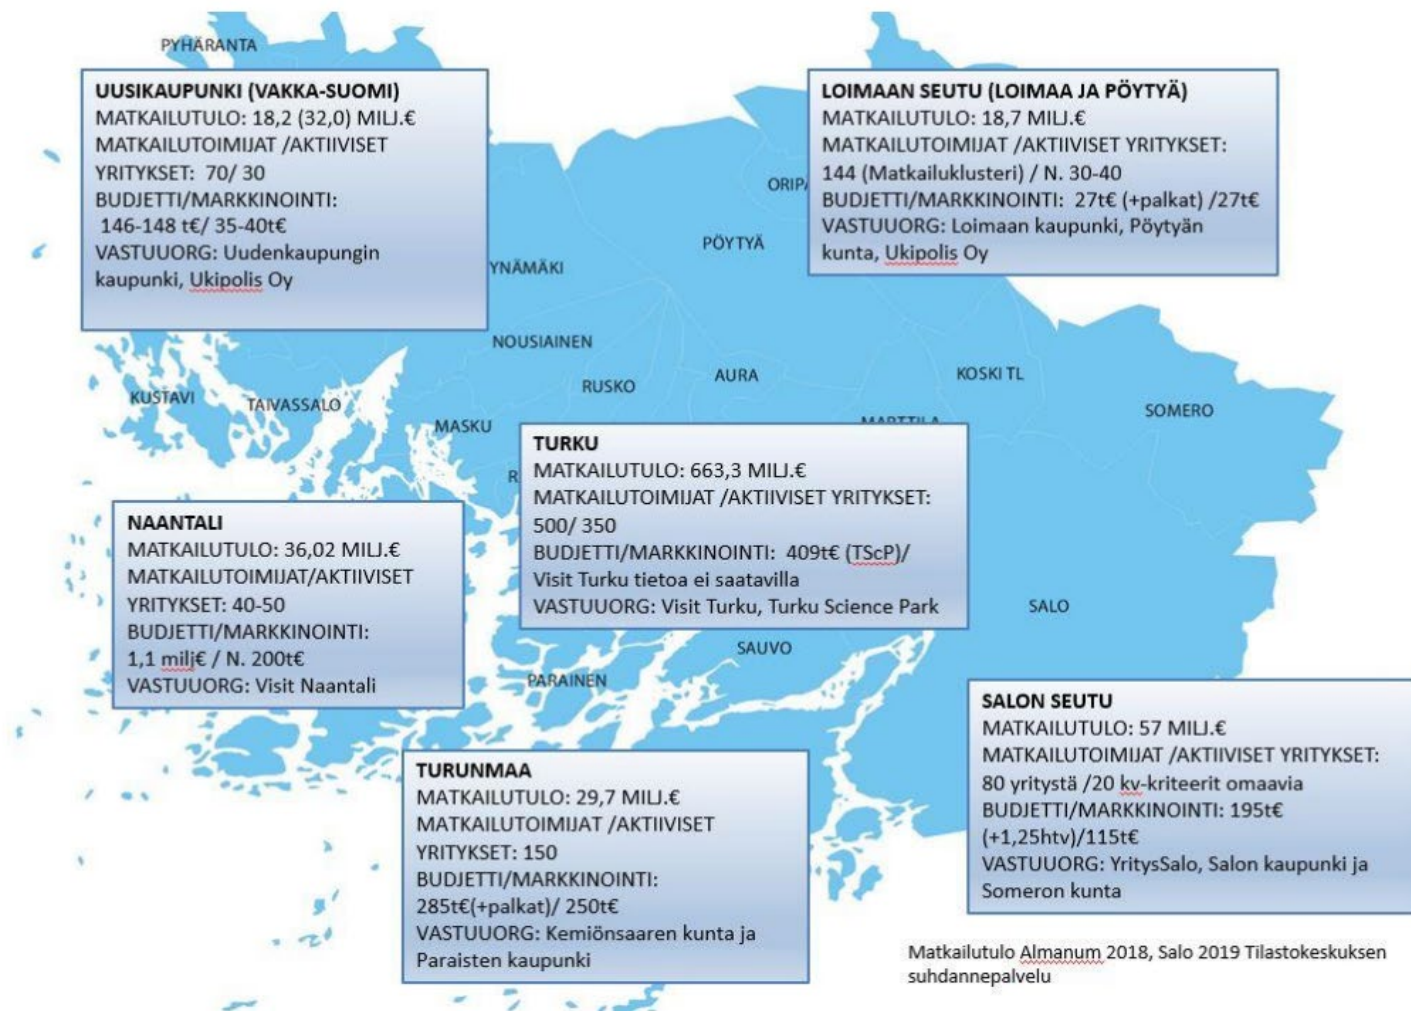 PYHÄRANTA
UUSIKAUPUNKI (VAKKA-SUOMI)
MATKAILUTULO: 18,2 (32,0) MILJ.€
MATKAILUTOIMIJAT /AKTIIVISET
YRITYKSET: 70/ 30
BUDJETTI/MARKKINOINTI:
146-148 t€/ 35-40t€
VASTUUORG: Uudenkaupungin
kaupunki, Ukipolis Oy
LOIMAAN SEUTU (LOIMAA JA PÖYTYÄ)
MATKAILUTULO: 18,7 MILJ.€
MATKAILUTOIMIJAT /AKTIIVISET YRITYKSET:
144 (Matkailuklusteri) / N. 30-40
BUDJETTI/MARKKINOINTI: 27t€ (+palkat) /27t€
VASTUUORG: Loimaan kaupunki, Pöytyän
kunta, Ukipolis Oy
ORIPA
PÖYTYÄ
YNÄMÄKI
NOUSIAINEN
RUSKO
AURA
KOSKI TL
SOMERO
KUSTAVI
TAIVASSALO
MASKU
MARTTILA
R
TURKU
MATKAILUTULO: 663,3 MILJ.€
MATKAILUTOIMIJAT /AKTIIVISET YRITYKSET:
500/ 350
BUDJETTI/MARKKINOINTI: 409t€ (TScP)/
Visit Turku tietoa ei saatavilla
VASTUUORG: Visit Turku, Turku Science Park
NAANTALI
MATKAILUTULO: 36,02 MILJ.€
MATKAILUTOIMIJAT/AKTIIVISET
YRITYKSET: 40-50
BUDJETTI/MARKKINOINTI:
1,1 milj€ / N. 200t€
VASTUUORG: Visit Naantali
SALO
SAUVO
PARAINEN
SALON SEUTU
MATKAILUTULO: 57 MILJ.€
MATKAILUTOIMIJAT /AKTIIVISET YRITYKSET:
80 yritystä /20 kv-kriteerit omaavia
BUDJETTI/MARKKINOINTI: 195t€
(+1,25htv)/115t€
VASTUUORG: YritysSalo, Salon kaupunki ja
Someron kunta
TURUNMAA
MATKAILUTULO: 29,7 MILJ.€
MATKAILUTOIMIJAT /AKTIIVISET
YRITYKSET: 150
BUDJETTI/MARKKINOINTI:
285t€(+palkat)/ 250t€
VASTUUORG: Kemiönsaaren kunta ja
Paraisten kaupunki
Matkailutulo Almanum 2018, Salo 2019 Tilastokeskuksen
suhdannepalvelu